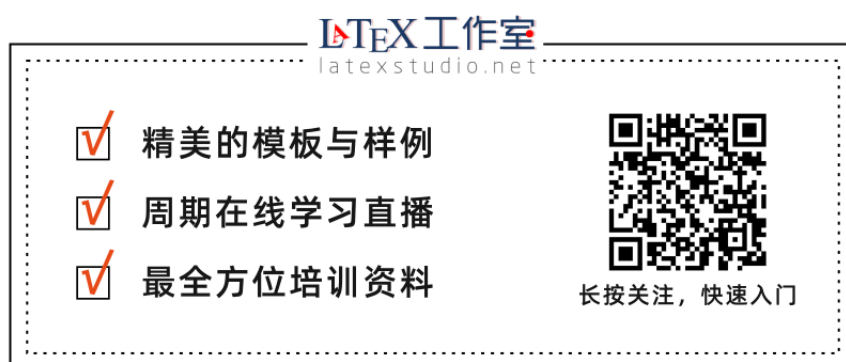 LATEX工作室
latexstudio.net
精美的模板与样例
周期在线学习直播
最全方位培训资料
长按关注，快速入门